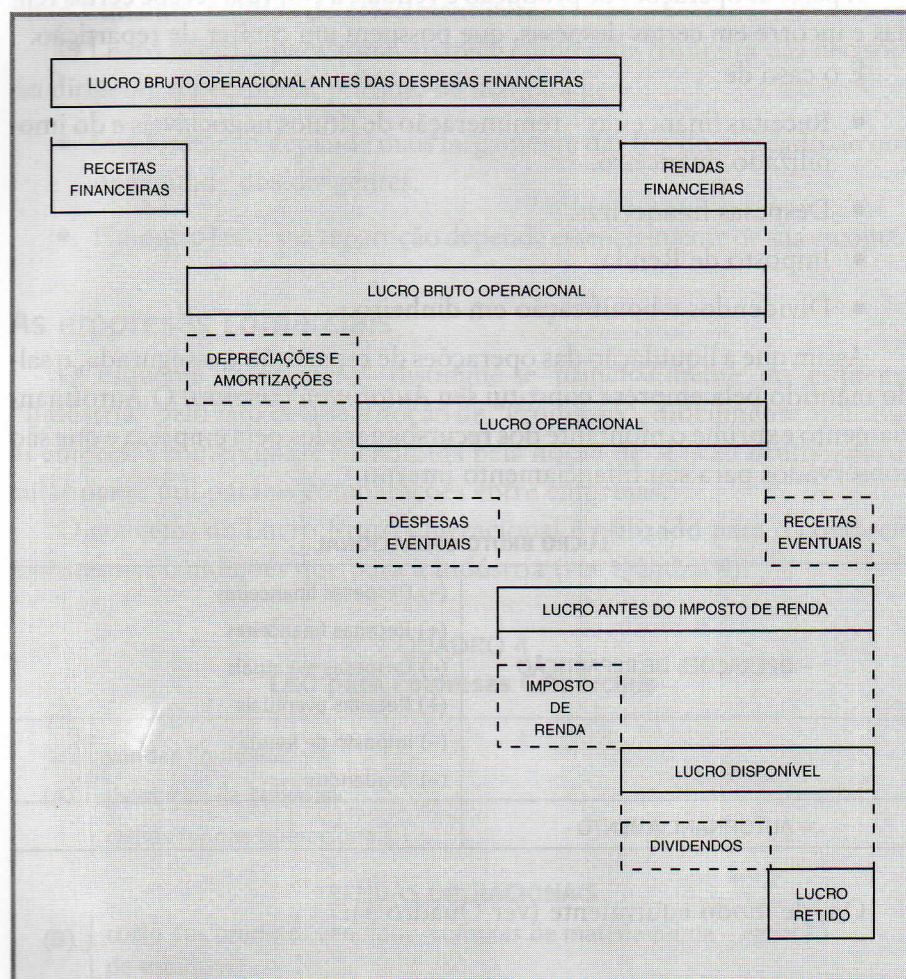 LUCRO BRUTO OPERACIONAL ANTES DAS DESPESAS FINANCEIRAS
RECEITAS
FINANCEIRAS
RENDAS
FINANCEIRAS
LUCRO BRUTO OPERACIONAL
DEPRECIAÇÕES E
AMORTIZAÇÕES
LUCRO OPERACIONAL
DESPESAS
EVENTUAIS
RECEITAS
EVENTUAIS
LUCRO ANTES DO IMPOSTO DE RENDA
IMPOSTO
DE
RENDA
LUCRO DISPONÍVEL
DIVIDENDOS
LUCRO
RETIDO